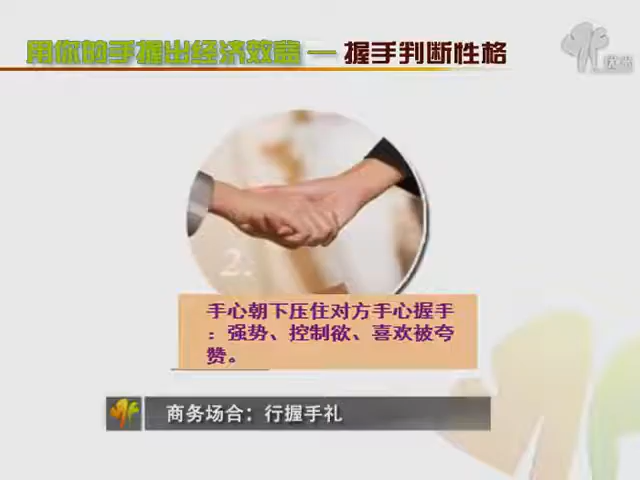 用你的手握出经济效益 — 握手判断性格
2.
手心朝下压住对方手心握手
：强势、控制欲、喜欢被夸
赞。
商务场合：行握手礼